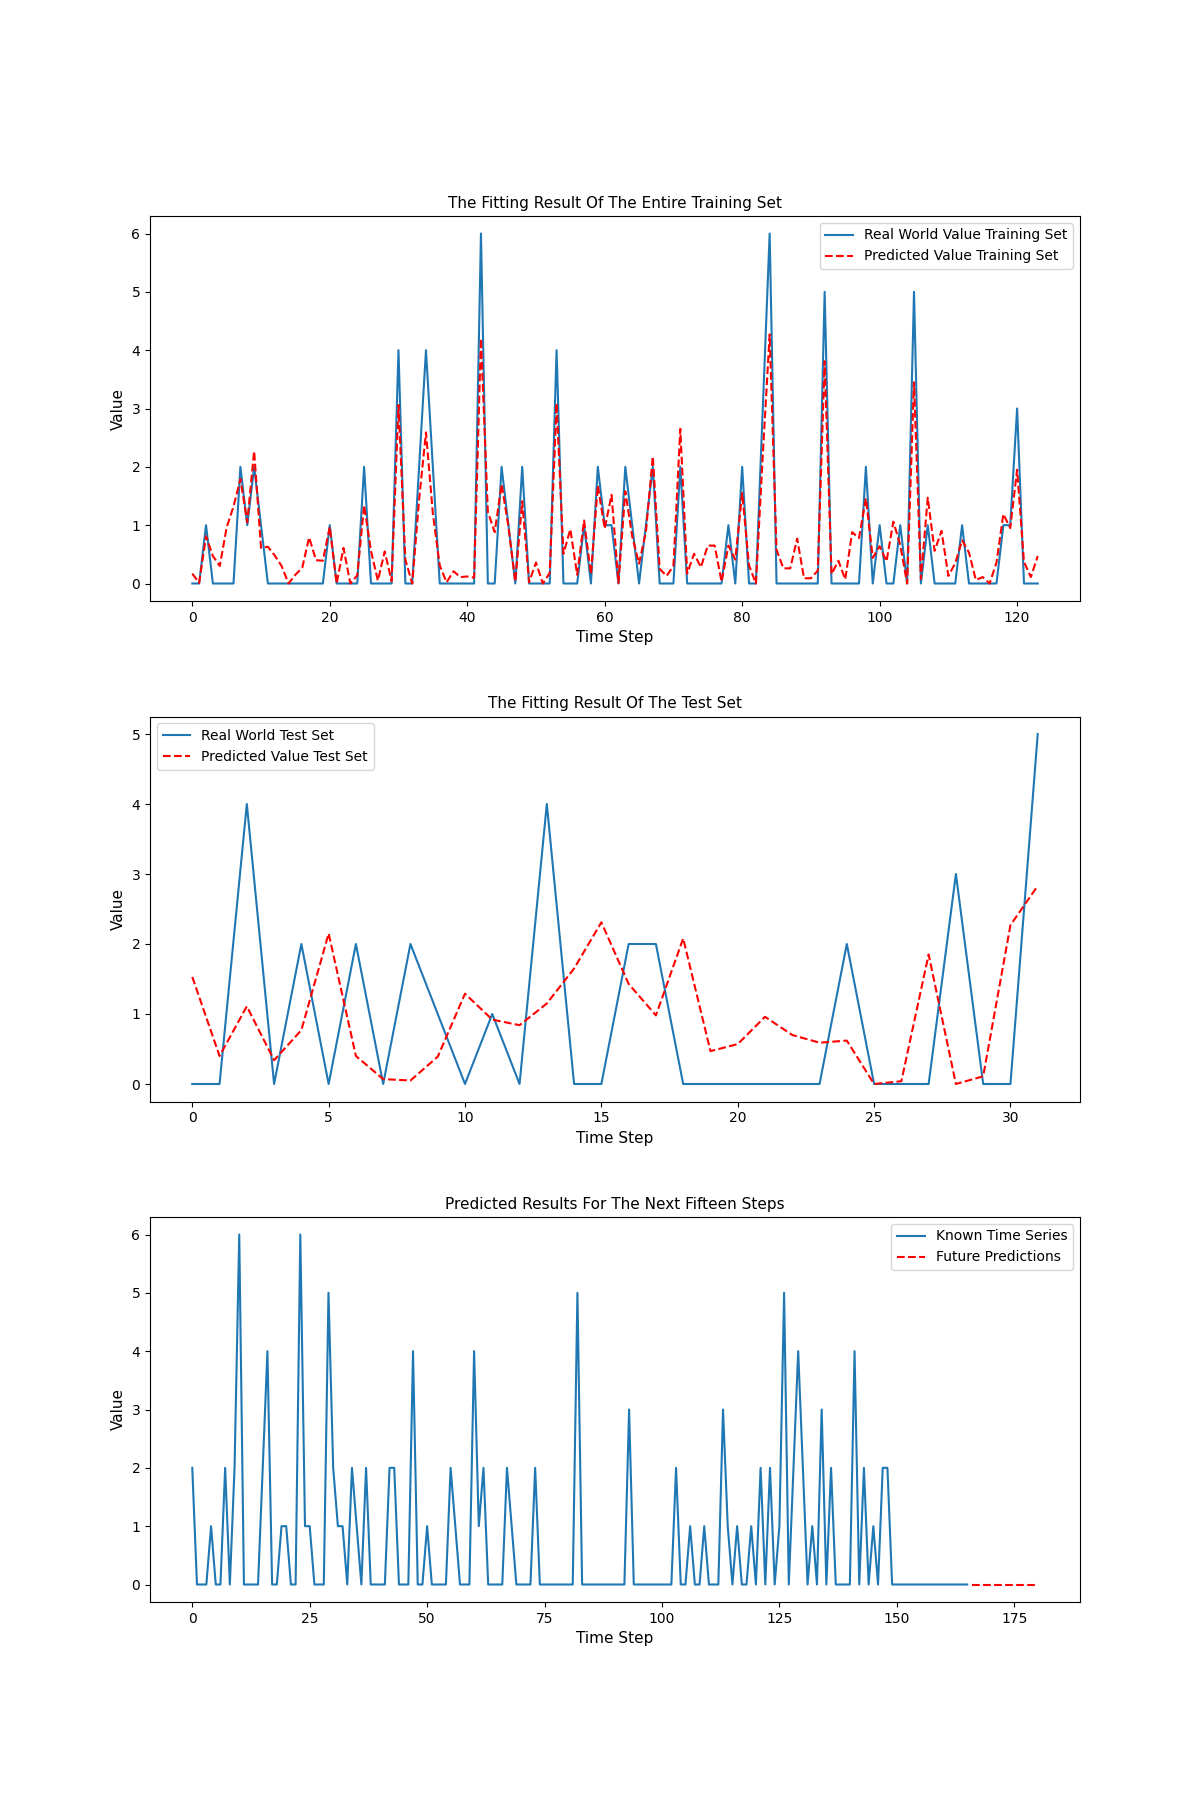 The Fitting Result Of The Entire Training Set
Real World Value Training Set
Predicted Value Training Set
6
5
4
3
2
1
0
Value
0 20 40 60 80 100 120
Time Step
The Fitting Result Of The Test Set
Real World Test Set
Predicted Value Test Set
5
4
3
2
1
0
Value
0 5 10 15 20 25 30
Time Step
Predicted Results For The Next Fifteen Steps
Known Time Series
Future Predictions
6
5
4
3
2
1
0
Value
0 25 50 75 100 125 150 175
Time Step